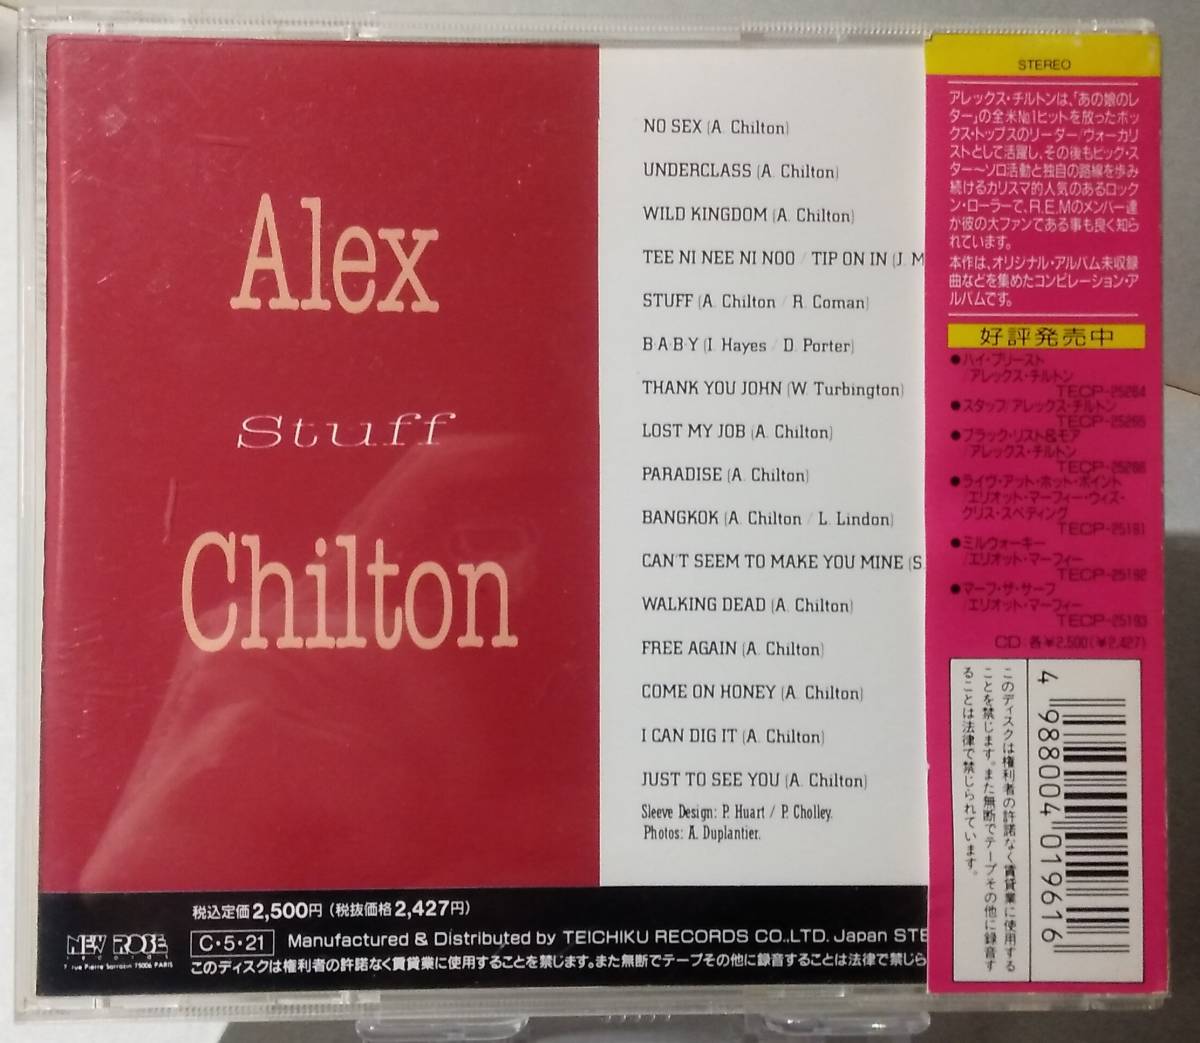 Alex
Stuff
Chilton
NO SEX (A. Chilton)
UNDERCLASS (A. Chilton)
WILD KINGDOM (A. Chilton)
TEE NI NEE NI NOO / TIP ON IN (J. M
STUFF (A. Chilton / R. Coman)
B·A·B·Y (I. Hayes / D. Porter)
THANK YOU JOHN (W. Turbington)
LOST MY JOB (A. Chilton)
PARADISE (A. Chilton)
BANGKOK (A. Chilton / L. Lindon)
CAN'T SEEM TO MAKE YOU MINE (S
WALKING DEAD (A. Chilton)
FREE AGAIN (A. Chilton)
COME ON HONEY (A. Chilton)
I CAN DIG IT (A. Chilton)
JUST TO SEE YOU (A. Chilton)
Sleeve Design: P. Huart / P. Cholley.
Photos: A. Duplantier.
税込定価2,500円(税抜価格2,427円)
NEW ROSE
records
7 rue Pierre Sarrazin 75006 PARIS
C・5・21 Manufactured & Distributed by TEICHIKU RECORDS CO.,LTD. Japan STE
このディスクは権利者の許諾なく賃貸業に使用することを禁じます。また無断でテープその他に録音することは法律で禁じら
STEREO
アレックス・チルトンは、「あの娘のレ
ター」の全米No.1ヒットを放ったボッ
クス・トップスのリーダー/ヴォーカリ
ストとして活躍し、その後もビッグ・ス
ター〜ソロ活動と独自の路線を歩み
続けるカリスマ的人気のあるロック
ン・ローラーで、R.E.Mのメンバー達
が彼の大ファンである事も良く知ら
れています。
本作は、オリジナル・アルバム未収録
曲などを集めたコンピレーション・ア
ルバムです。
好評発売中
●ハイ・プリースト
/アレックス・チルトン
TECP-25264
●スタッフ/アレックス・チルトン
TECP-25265
●ブラック・リスト&モア
/アレックス・チルトン
TECP-25266
●ライヴ・アット・ホット・ポイント
/エリオット・マーフィー・ウィズ・
クリス・スペディング
TECP-25191
●ミルウォーキー
/エリオット・マーフィー
TECP-25192
●マーフ・ザ・サーフ
/エリオット・マーフィー
TECP-25193
CD:各¥2,500(¥2,427)
このディスクは権利者の許諾なく賃貸業に使用する
ことを禁じます。また無断でテープその他に録音す
ることは法律で禁じられています。
4 988004 019616